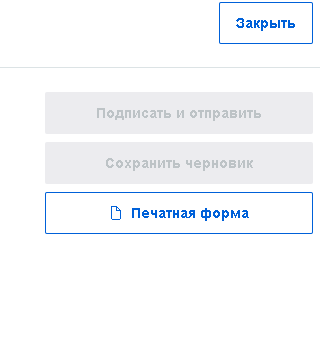 Закрыть
Подписать и отправить
Сохранить черновик
Печатная форма